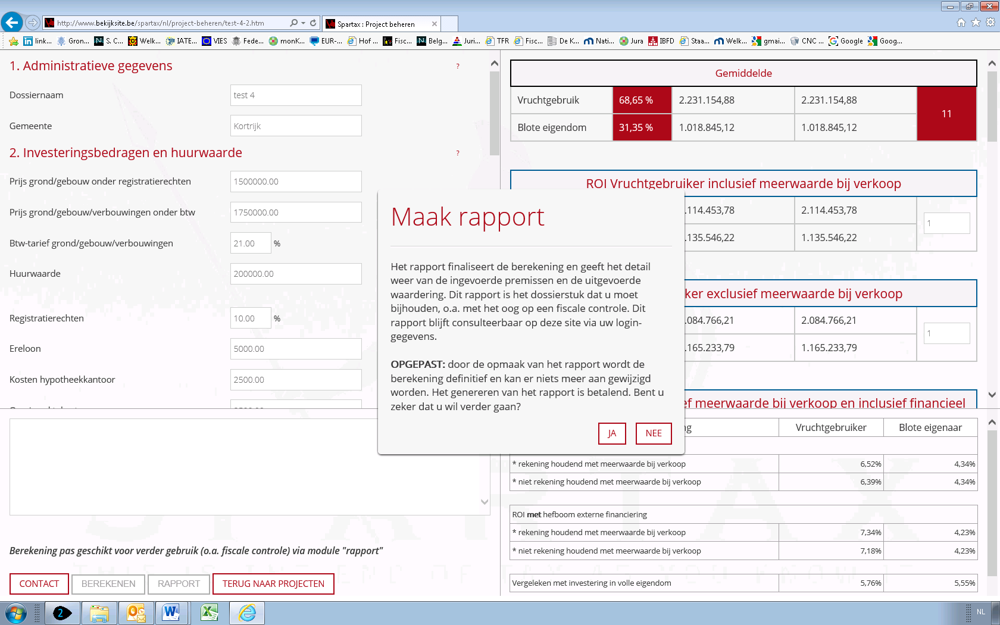 http://www.bekijksite.be/spartax/nl/project-beheren/test-4-2.htm
Spartax : Project beheren
link... Gron... S. C... Welk... IATE... VIES Fede... monK... EUR-... Hof ... Fisc... Belg... Juri... TFR Fisc... De K... Nati... Jura IBFD Staa... Welk... gmai... CNC ... Google Goog...
1. Administratieve gegevens ?
Dossiernaam test 4
Gemeente Kortrijk
2. Investeringsbedragen en huurwaarde ?
Prijs grond/gebouw onder registratierechten 1500000.00
Prijs grond/gebouw/verbouwingen onder btw 1750000.00
Btw-tarief grond/gebouw/verbouwingen 21.00 %
Huurwaarde 200000.00
Registratierechten 10.00 %
Ereloon 5000.00
Kosten hypotheekkantoor 2500.00
Gemiddelde
Vruchtgebruik 68,65 % 2.231.154,88 2.231.154,88 11
Blote eigendom 31,35 % 1.018.845,12 1.018.845,12
ROI Vruchtgebruiker inclusief meerwaarde bij verkoop
.114.453,78 2.114.453,78 1
.135.546,22 1.135.546,22
ker exclusief meerwaarde bij verkoop
.084.766,21 2.084.766,21 1
.165.233,79 1.165.233,79
ef meerwaarde bij verkoop en inclusief financieel
Maak rapport
Het rapport finaliseert de berekening en geeft het detail
weer van de ingevoerde premissen en de uitgevoerde
waardering. Dit rapport is het dossierstuk dat u moet
bijhouden, o.a. met het oog op een fiscale controle. Dit
rapport blijft consulteerbaar op deze site via uw login-
gegevens.
OPGEPAST: door de opmaak van het rapport wordt de
berekening definitief en kan er niets meer aan gewijzigd
worden. Het genereren van het rapport is betalend. Bent u
zeker dat u wil verder gaan?
JA NEE
ng Vruchtgebruiker Blote eigenaar
* rekening houdend met meerwaarde bij verkoop 6,52% 4,34%
* niet rekening houdend met meerwaarde bij verkoop 6,39% 4,34%
ROI met hefboom externe financiering
* rekening houdend met meerwaarde bij verkoop 7,34% 4,23%
* niet rekening houdend met meerwaarde bij verkoop 7,18% 4,23%
Vergeleken met investering in volle eigendom 5,76% 5,55%
Berekening pas geschikt voor verder gebruik (o.a. fiscale controle) via module "rapport"
CONTACT BEREKENEN RAPPORT TERUG NAAR PROJECTEN
2
NL